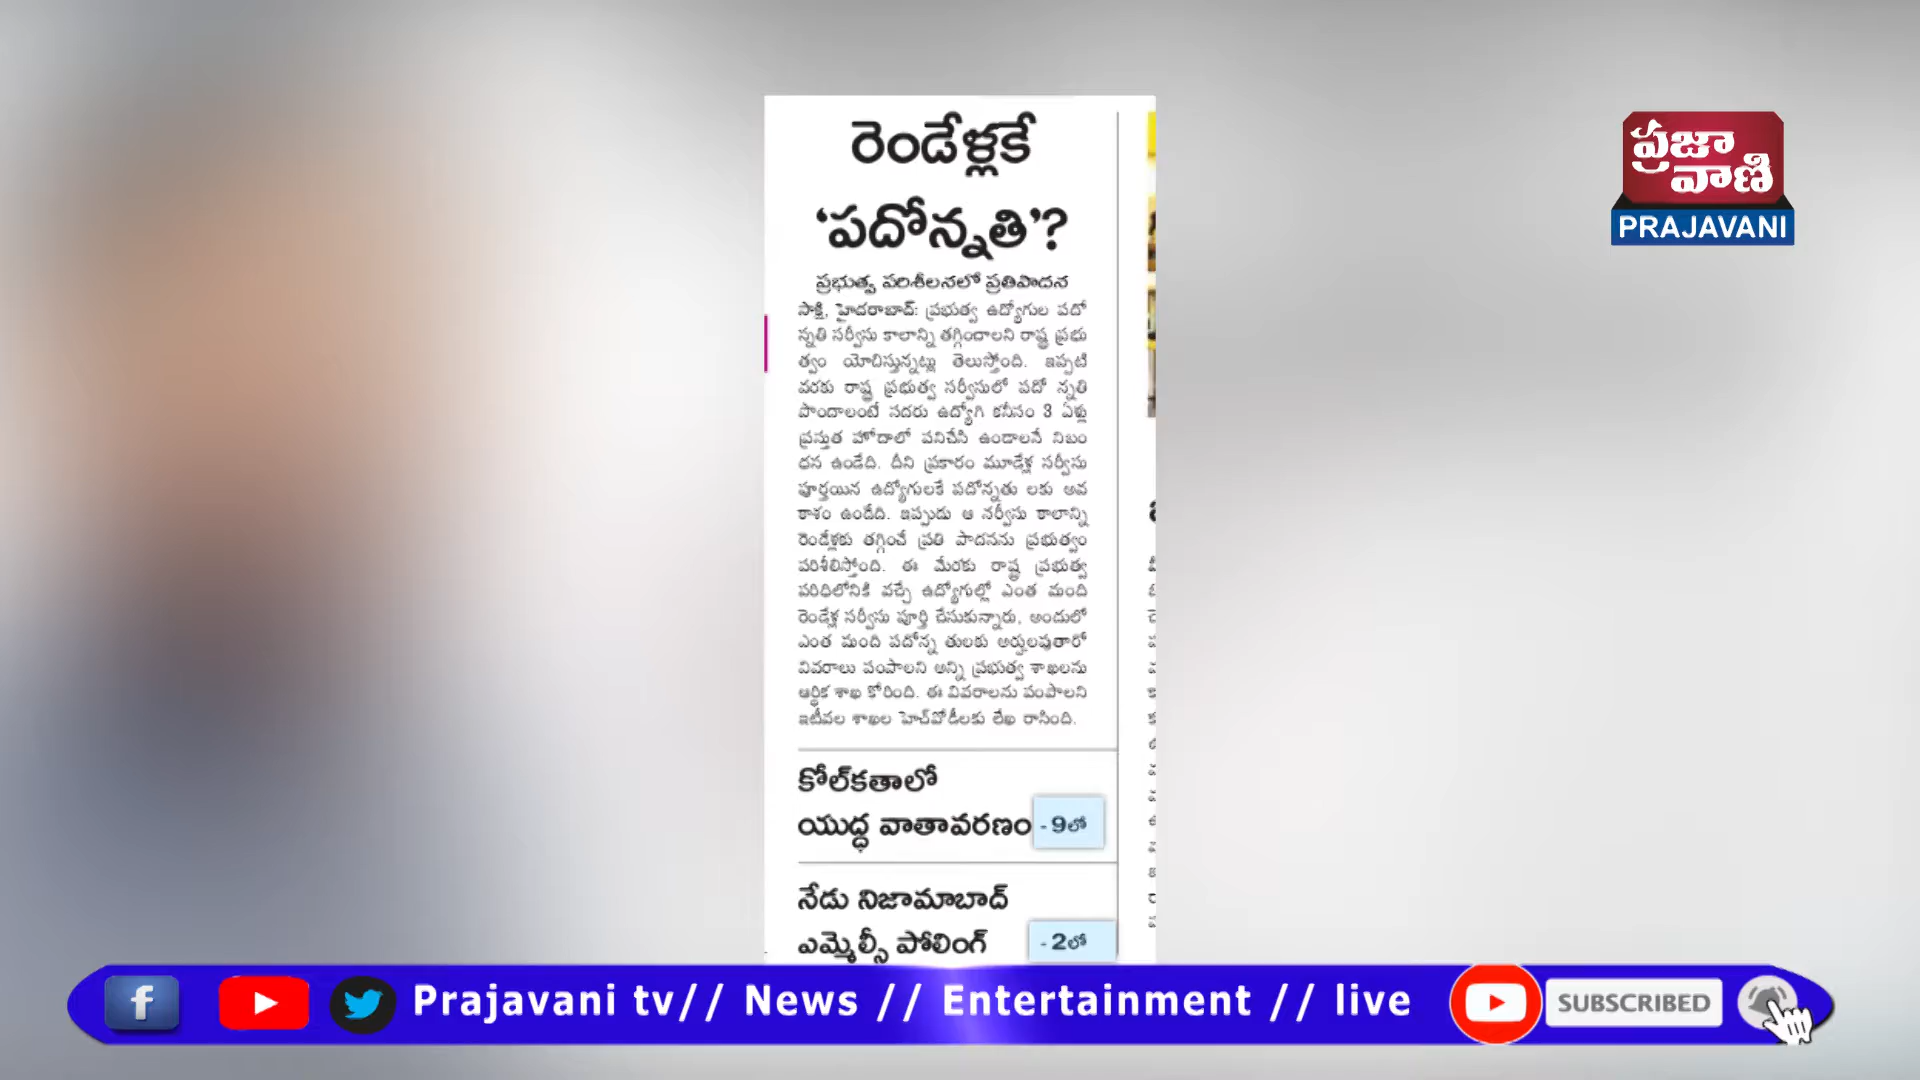 రెండేళ్లకే
‘పదోన్నతి’?
ప్రభుత్వ పరిశీలనలో ప్రతిపాదన
సాక్షి, హైదరాబాద్: ప్రభుత్వ ఉద్యోగుల పదో
న్నతి సర్వీసు కాలాన్ని తగ్గించాలని రాష్ట్ర ప్రభు
త్వం యోచిస్తున్నట్లు తెలుస్తోంది. ఇప్పటి
వరకు రాష్ట్ర ప్రభుత్వ సర్వీసులో పదో న్నతి
పొందాలంటే సదరు ఉద్యోగి కనీసం 3 ఏళ్లు
ప్రస్తుత హోదాలో పనిచేసి ఉండాలనే నిబం
ధన ఉండేది. దీని ప్రకారం మూడేళ్ల సర్వీసు
పూర్తయిన ఉద్యోగులకే పదోన్నతు లకు అవ
కాశం ఉండేది. ఇప్పుడు ఆ సర్వీసు కాలాన్ని
రెండేళ్లకు తగ్గించే ప్రతి పాదనను ప్రభుత్వం
పరిశీలిస్తోంది. ఈ మేరకు రాష్ట్ర ప్రభుత్వ
పరిధిలోనికి వచ్చే ఉద్యోగుల్లో ఎంత మంది
రెండేళ్ల సర్వీసు పూర్తి చేసుకున్నారు, అందులో
ఎంత మంది పదోన్న తులకు అర్హులవుతారో
వివరాలు పంపాలని అన్ని ప్రభుత్వ శాఖలను
ఆర్థిక శాఖ కోరింది. ఈ వివరాలను పంపాలని
ఇటీవల శాఖల హెచ్‌వోడీలకు లేఖ రాసింది.
కోల్‌కతాలో
యుద్ధ వాతావరణం - 9లో
నేడు నిజామాబాద్
ఎమ్మెల్సీ పోలింగ్ - 2లో
ప్రజా
వాణి
PRAJAVANI
Prajavani tv// News // Entertainment // live
SUBSCRIBED